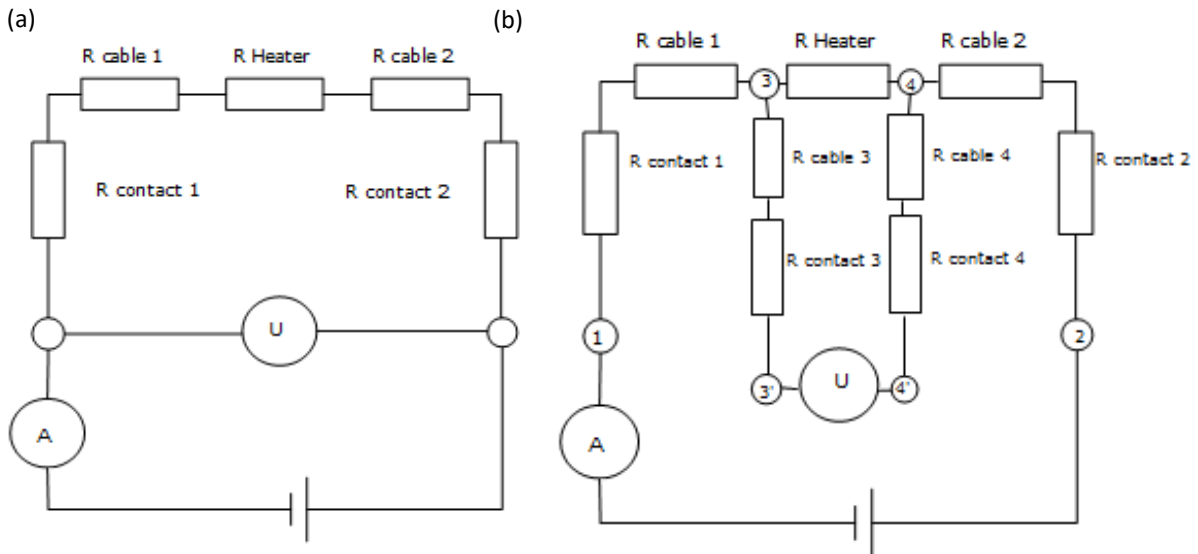 (a)
R cable 1
R Heater
R cable 2
R contact 1
R contact 2
U
A
(b)
R cable 1
R Heater
R cable 2
3
4
R contact 1
R cable 3
R cable 4
R contact 2
R contact 3
R contact 4
1
2
3'
U
4'
A